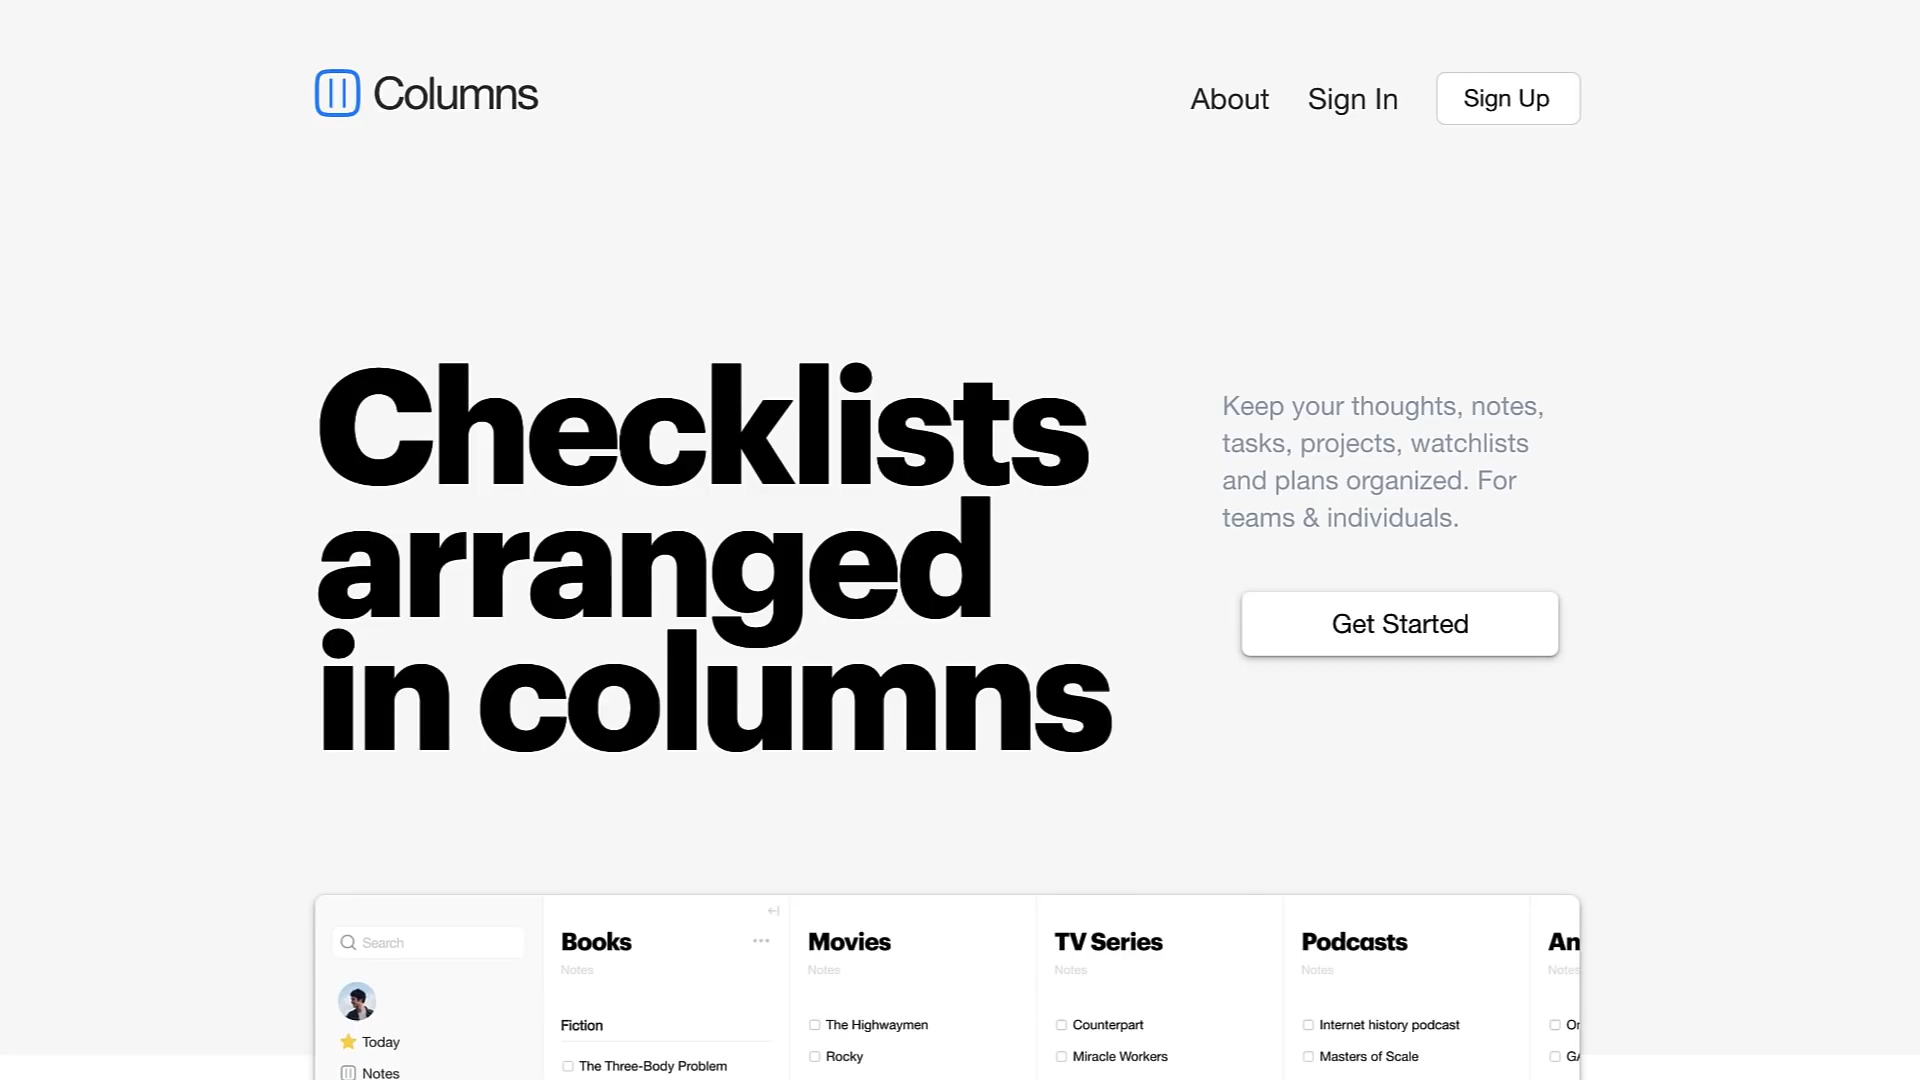 Columns
About
Sign In
Sign Up
Checklists
arranged
in columns
Keep your thoughts, notes,
tasks, projects, watchlists
and plans organized. For
teams & individuals.
Get Started
Search
Today
Notes
Books
Notes
Fiction
The Three-Body Problem
Movies
Notes
The Highwaymen
Rocky
TV Series
Notes
Counterpart
Miracle Workers
Podcasts
Notes
Internet history podcast
Masters of Scale
An
Notes